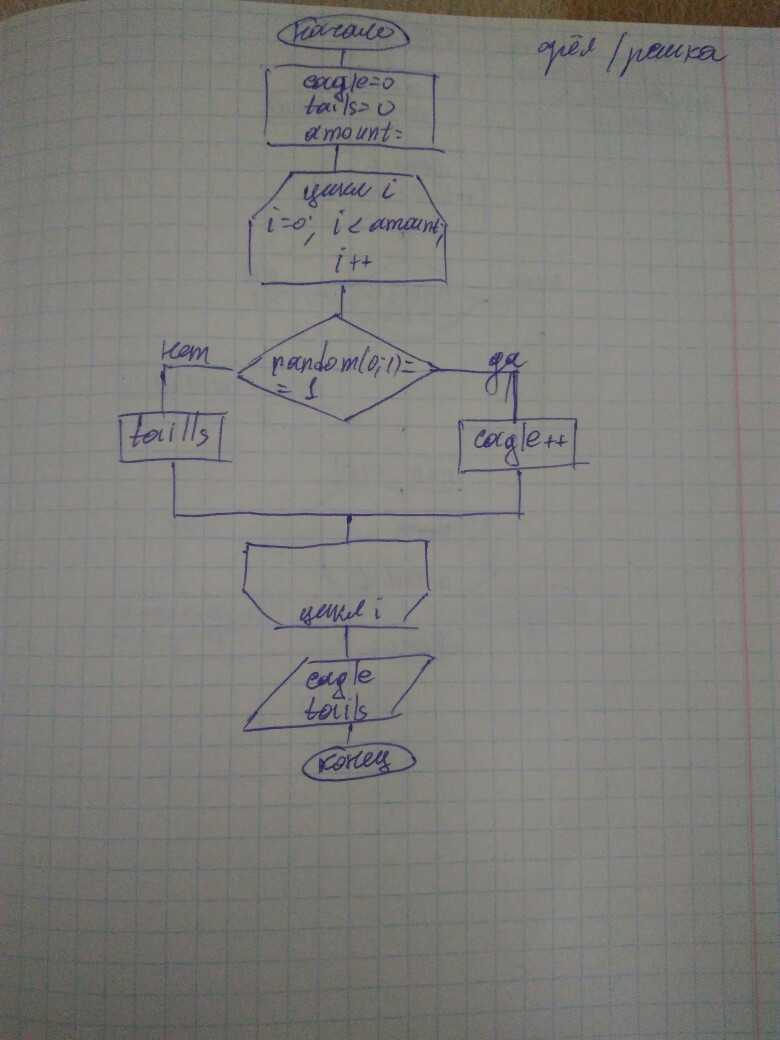 начало
орёл / решка
eagle=0
tails=0
amount=
цикл i
i=0; i < amount;
i++
нет
random(0;1)=
= 1
да
taills
eagle++
цикл i
eagle
tails
конец